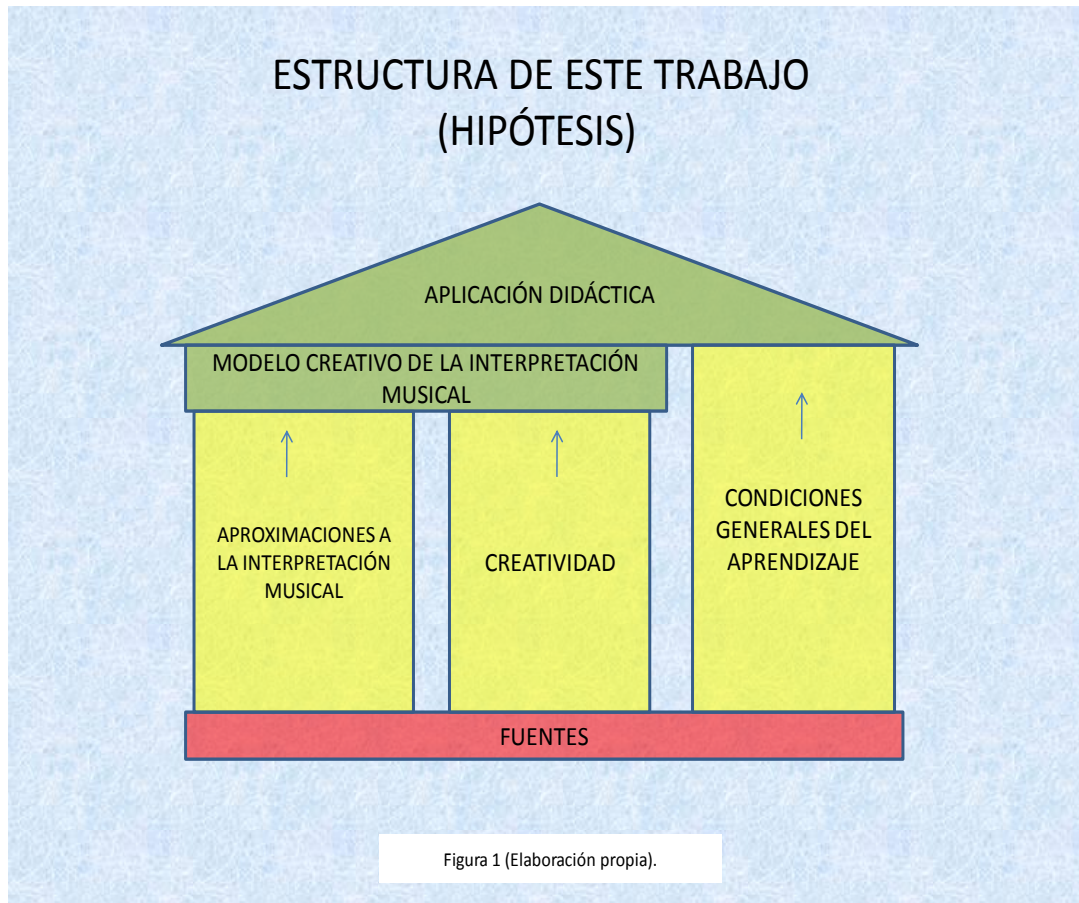 ESTRUCTURA DE ESTE TRABAJO
(HIPÓTESIS)
APLICACIÓN DIDÁCTICA
MODELO CREATIVO DE LA INTERPRETACIÓN
MUSICAL
APROXIMACIONES A
LA INTERPRETACIÓN
MUSICAL
CREATIVIDAD
CONDICIONES
GENERALES DEL
APRENDIZAJE
FUENTES
Figura 1 (Elaboración propia).